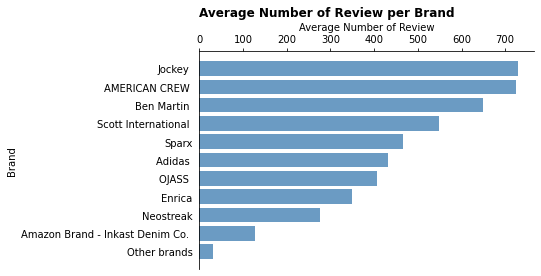 Average Number of Review per Brand
Average Number of Review
0 100 200 300 400 500 600 700
Brand
Jockey
AMERICAN CREW
Ben Martin
Scott International
Sparx
Adidas
OJASS
Enrica
Neostreak
Amazon Brand - Inkast Denim Co.
Other brands